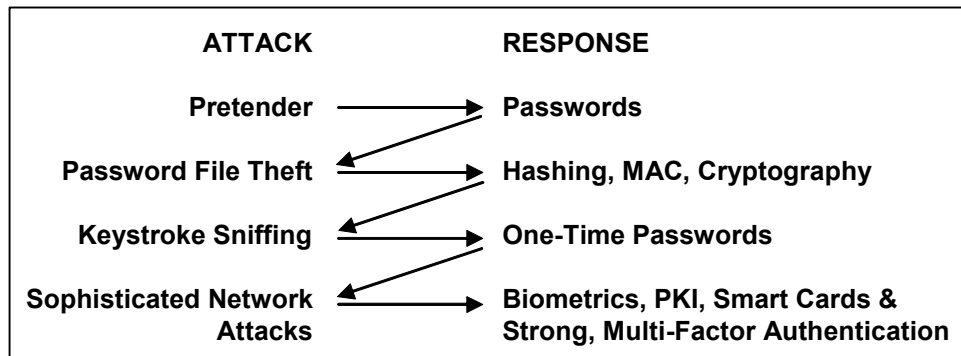 ATTACK RESPONSE
Pretender Passwords
Password File Theft Hashing, MAC, Cryptography
Keystroke Sniffing One-Time Passwords
Sophisticated Network Biometrics, PKI, Smart Cards &
Attacks Strong, Multi-Factor Authentication